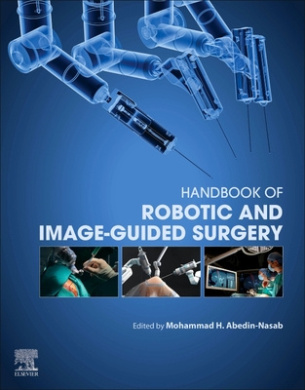 HANDBOOK OF
ROBOTIC AND
IMAGE-GUIDED SURGERY
Edited by Mohammad H. Abedin-Nasab
ELSEVIER